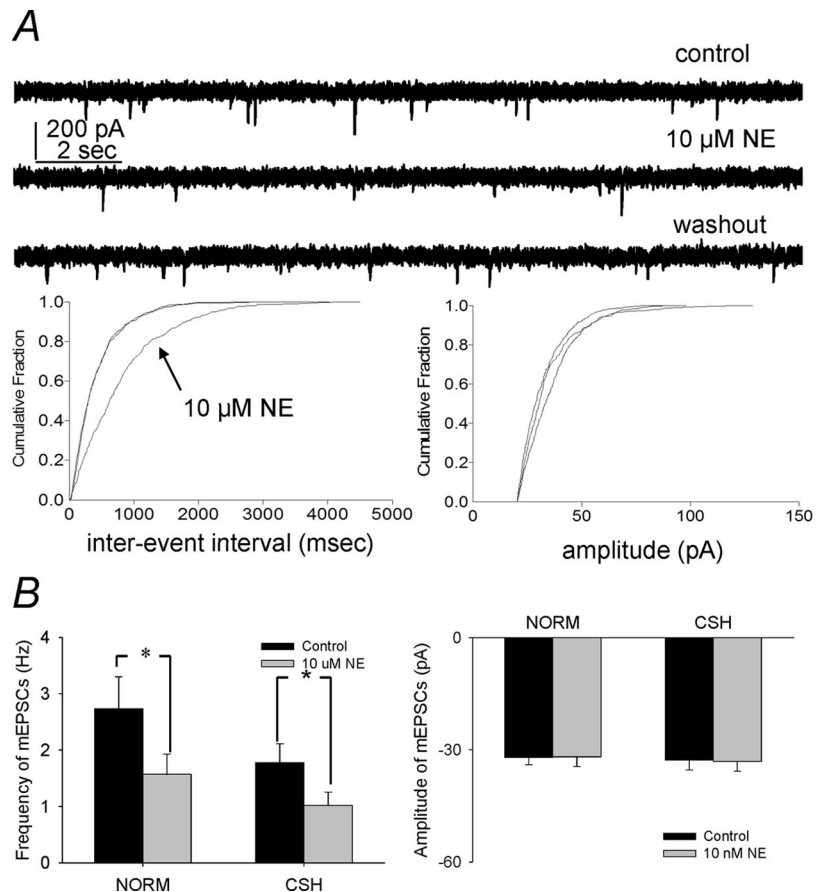 A
control
200 pA
2 sec
10 µM NE
washout
Cumulative Fraction
1.0
0.8
0.6
0.4
0.2
0.0
10 µM NE
0 1000 2000 3000 4000 5000
inter-event interval (msec)
Cumulative Fraction
1.0
0.8
0.6
0.4
0.2
0.0
0 50 100 150
amplitude (pA)
B
Frequency of mEPSCs (Hz)
4
3
2
1
0
* *
Control
10 uM NE
NORM CSH
NORM CSH
Amplitude of mEPSCs (pA)
0
-30
-60
Control
10 nM NE